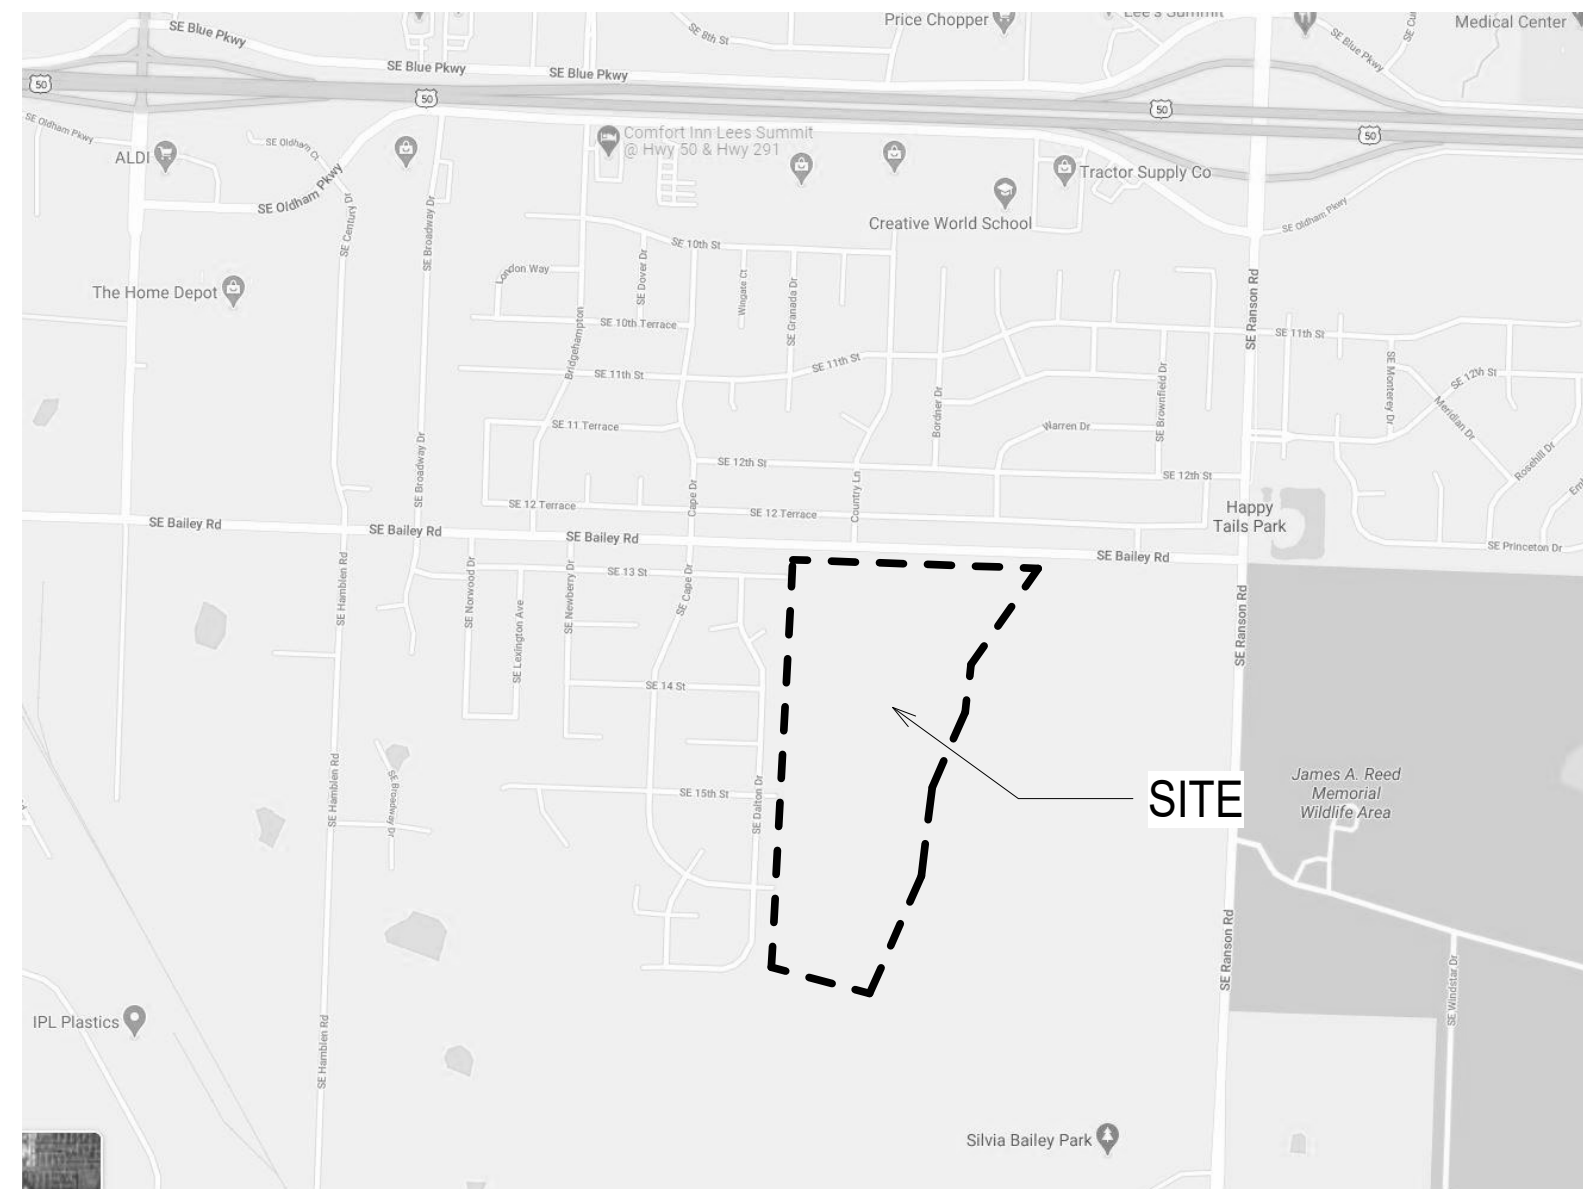 Price Chopper
Lee's Summit
Medical Center
SE Blue Pkwy
SE 8th St
SE Blue Pkwy
SE Blue Pkwy
SE Blue Pkwy
50
50
50
50
SE Oldham Pkwy
SE Oldham Ct
ALDI
Comfort Inn Lees Summit
@ Hwy 50 & Hwy 291
Tractor Supply Co
SE Oldham Pkwy
SE Century Dr
SE Broadway Dr
Creative World School
SE Oldham Pkwy
SE 10th St
London Way
SE Dover Dr
Wingate Ct
SE Granada Dr
The Home Depot
SE Ranson Rd
SE 10th Terrace
Bridgehampton
SE 11th St
SE 11th St
SE 11th St
SE Monterey Dr
SE 12th St
Meridian Dr
Rosehill Dr
Bordner Dr
SE Brownfield Dr
Warren Dr
SE 11 Terrace
SE Broadway Dr
SE 12th St
SE 12th St
Cape Dr
Country Ln
SE 12 Terrace
SE 12 Terrace
Happy
Tails Park
SE Bailey Rd
SE Bailey Rd
SE Bailey Rd
SE Bailey Rd
SE Princeton Dr
SE Hamblen Rd
SE Norwood Dr
SE Lexington Ave
SE Newberry Dr
SE 13 St
SE Cape Dr
SE Ranson Rd
SE 14 St
SE Hamblen Rd
SE Broadway Dr
SE 15th St
SE Dalton Dr
SITE
James A. Reed
Memorial
Wildlife Area
SE Ranson Rd
SE Windstar Dr
IPL Plastics
SE Hamblen Rd
Silvia Bailey Park